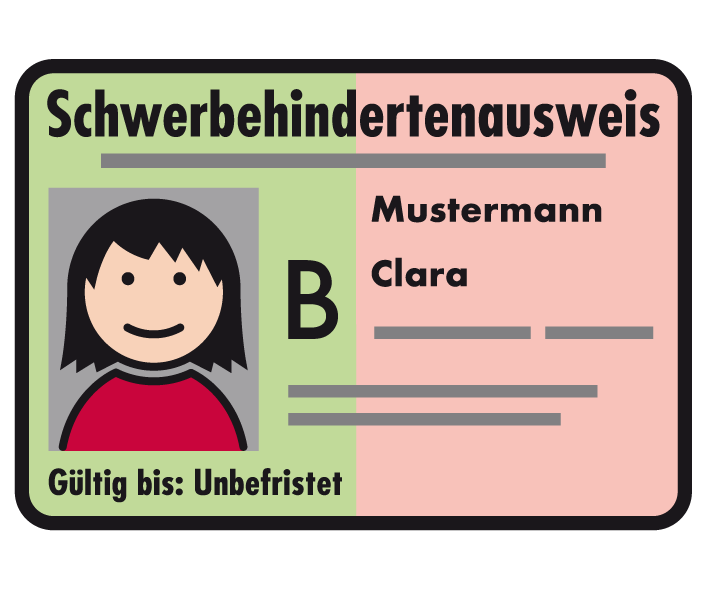 Schwerbehindertenausweis
Mustermann
Clara
B
Gültig bis: Unbefristet